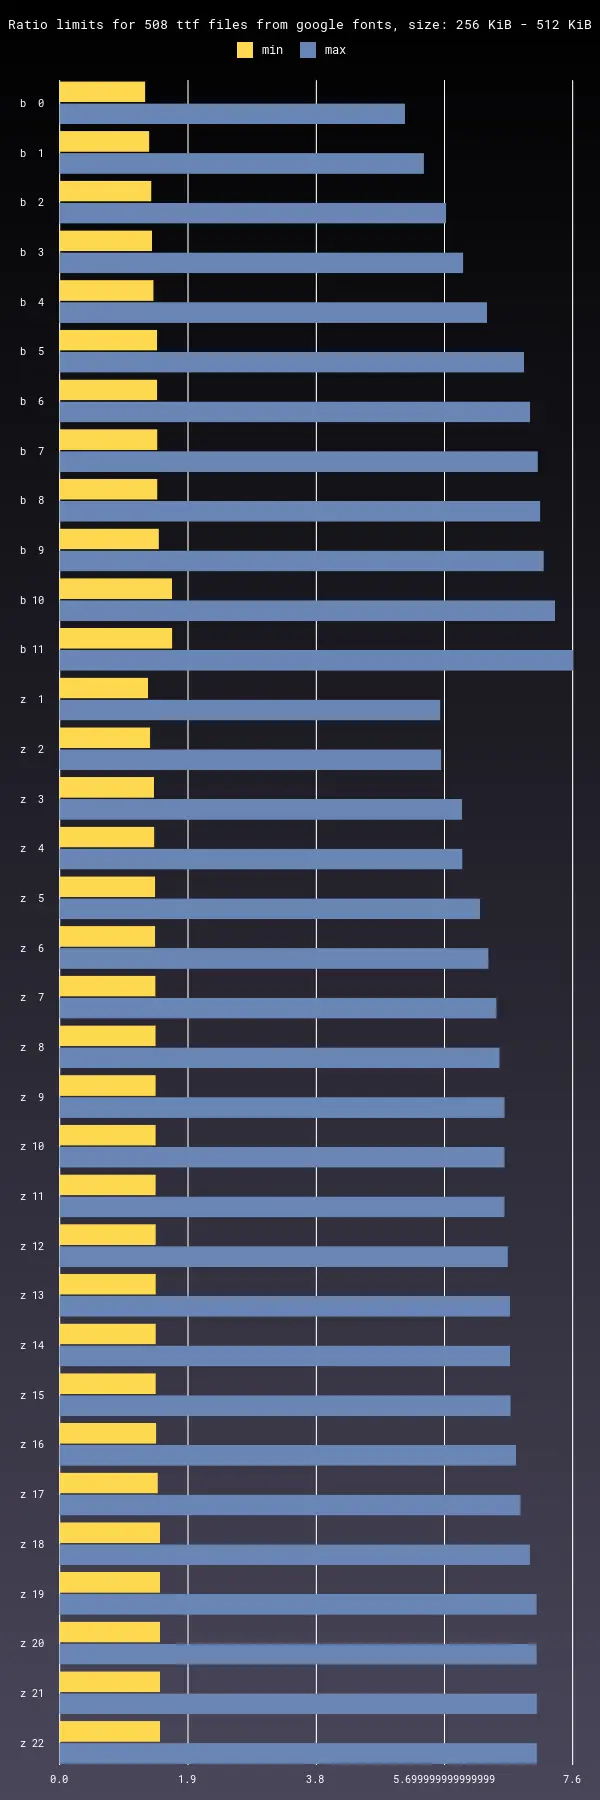 Ratio limits for 508 ttf files from google fonts, size: 256 KiB - 512 KiB
min max
b 0
b 1
b 2
b 3
b 4
b 5
b 6
b 7
b 8
b 9
b 10
b 11
z 1
z 2
z 3
z 4
z 5
z 6
z 7
z 8
z 9
z 10
z 11
z 12
z 13
z 14
z 15
z 16
z 17
z 18
z 19
z 20
z 21
z 22
0.0 1.9 3.8 5.699999999999999 7.6